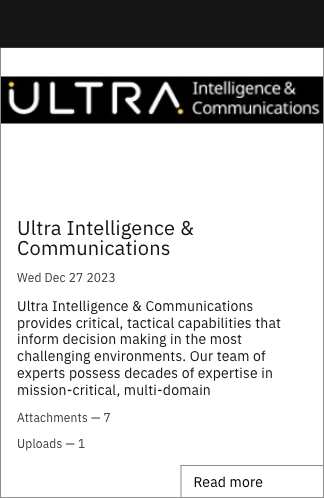 ULTRA Intelligence &
Communications
Ultra Intelligence &
Communications
Wed Dec 27 2023
Ultra Intelligence & Communications
provides critical, tactical capabilities that
inform decision making in the most
challenging environments. Our team of
experts possess decades of expertise in
mission-critical, multi-domain
Attachments — 7
Uploads — 1
Read more